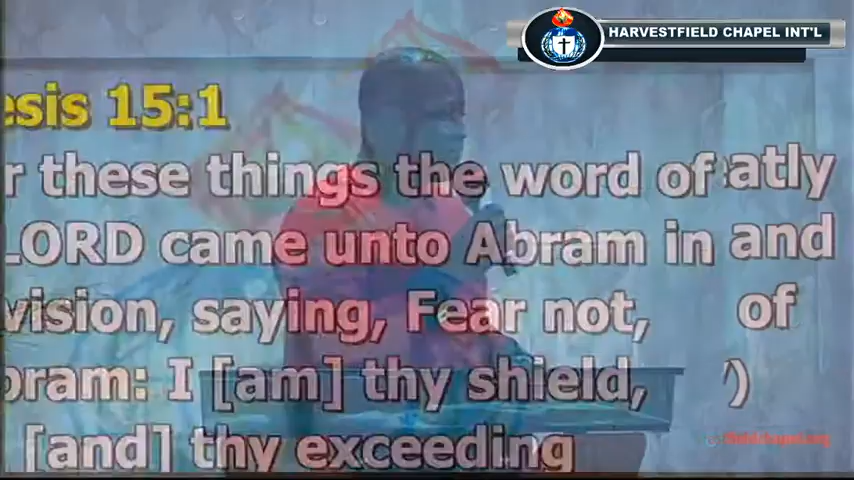 HARVESTFIELD CHAPEL INT'L
esis 15:1
r these things the word of eatly
LORD came unto Abram in and
vision, saying, Fear not, of
bram: I [am] thy shield, )
[and] thy exceeding